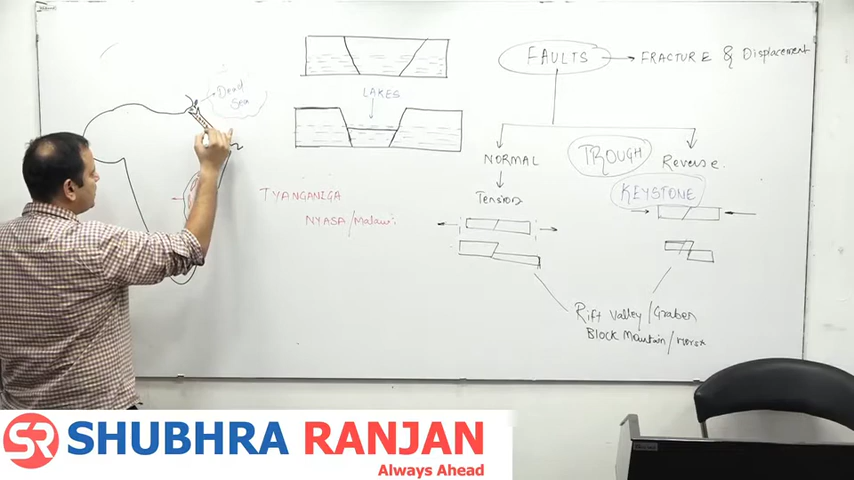 FAULTS → FRACTURE & Displacement
Dead
Sea
LAKES
NORMAL
TROUGH
Reverse.
TYANGANIGA
KEYSTONE
Tension
NYASA/Malawi
Rift Valley/Graben
Block Mountain/Horst
SR SHUBHRA RANJAN
Always Ahead